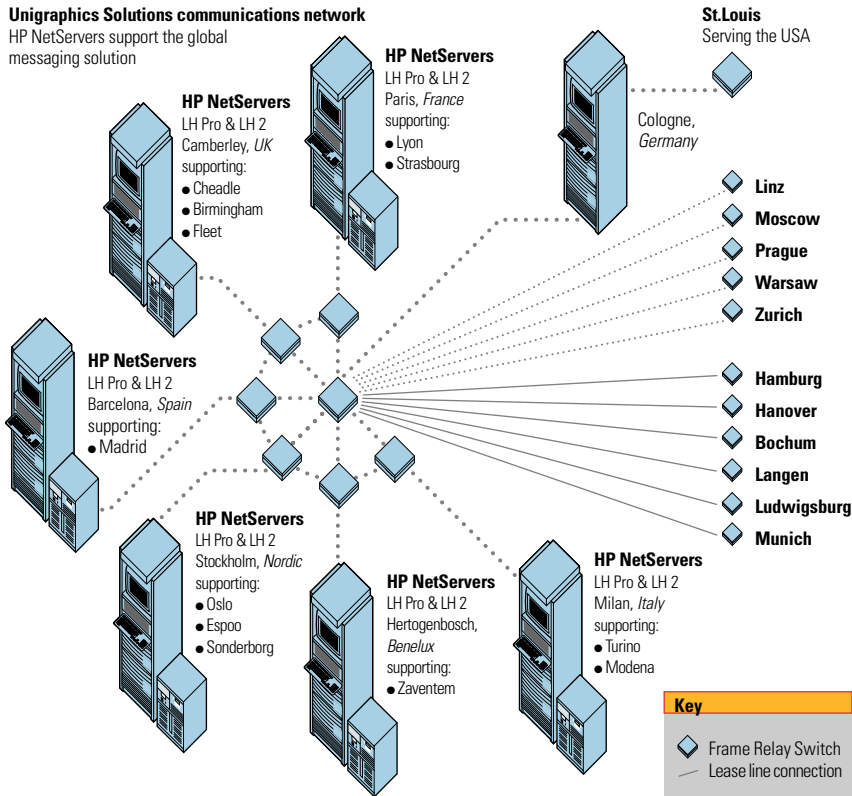 Unigraphics Solutions communications network
HP NetServers support the global
messaging solution
HP NetServers
LH Pro & LH 2
Camberley, UK
supporting:
● Cheadle
● Birmingham
● Fleet
HP NetServers
LH Pro & LH 2
Paris, France
supporting:
● Lyon
● Strasbourg
Cologne,
Germany
St.Louis
Serving the USA
Linz
Moscow
Prague
Warsaw
Zurich
Hamburg
Hanover
Bochum
Langen
Ludwigsburg
Munich
HP NetServers
LH Pro & LH 2
Barcelona, Spain
supporting:
● Madrid
HP NetServers
LH Pro & LH 2
Stockholm, Nordic
supporting:
● Oslo
● Espoo
● Sonderborg
HP NetServers
LH Pro & LH 2
Hertogenbosch,
Benelux
supporting:
● Zaventem
HP NetServers
LH Pro & LH 2
Milan, Italy
supporting:
● Turino
● Modena
Key
Frame Relay Switch
Lease line connection